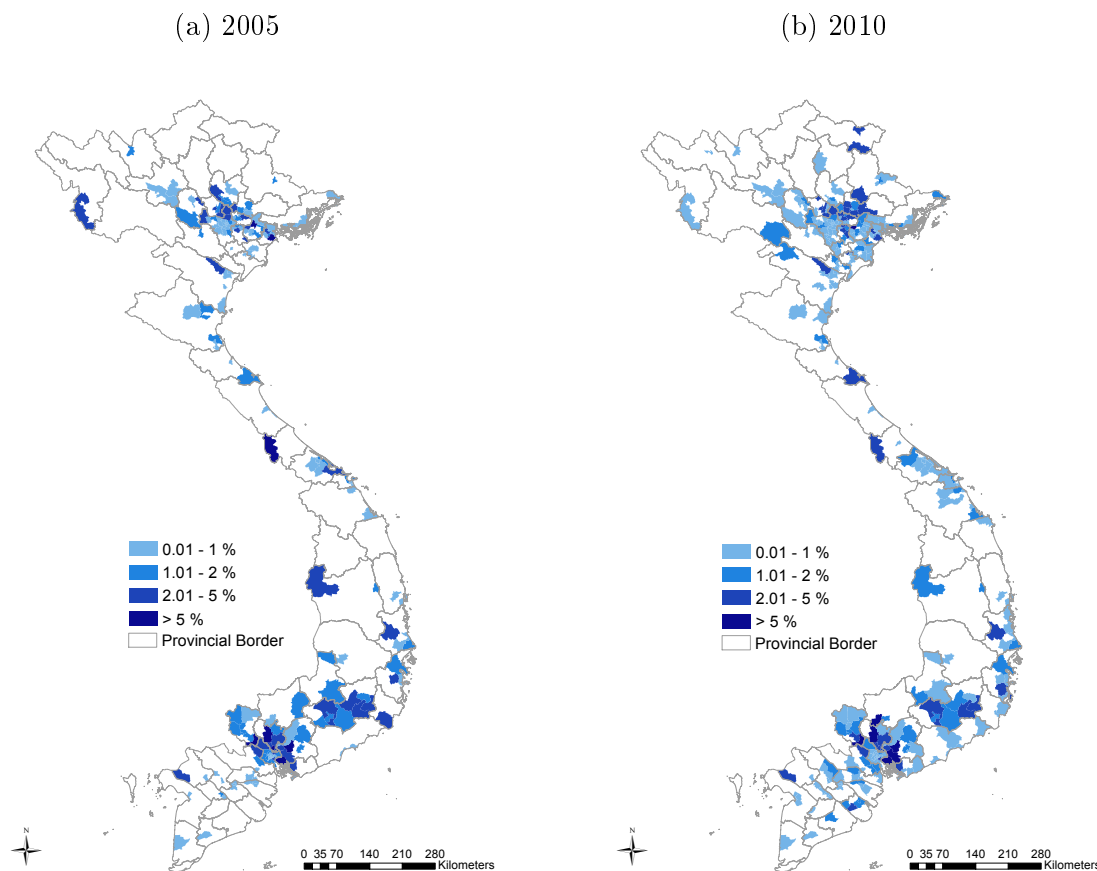 (a) 2005
(b) 2010
0.01 - 1 %
1.01 - 2 %
2.01 - 5 %
> 5 %
Provincial Border
0.01 - 1 %
1.01 - 2 %
2.01 - 5 %
> 5 %
Provincial Border
N
0 35 70 140 210 280
Kilometers
N
0 35 70 140 210 280
Kilometers